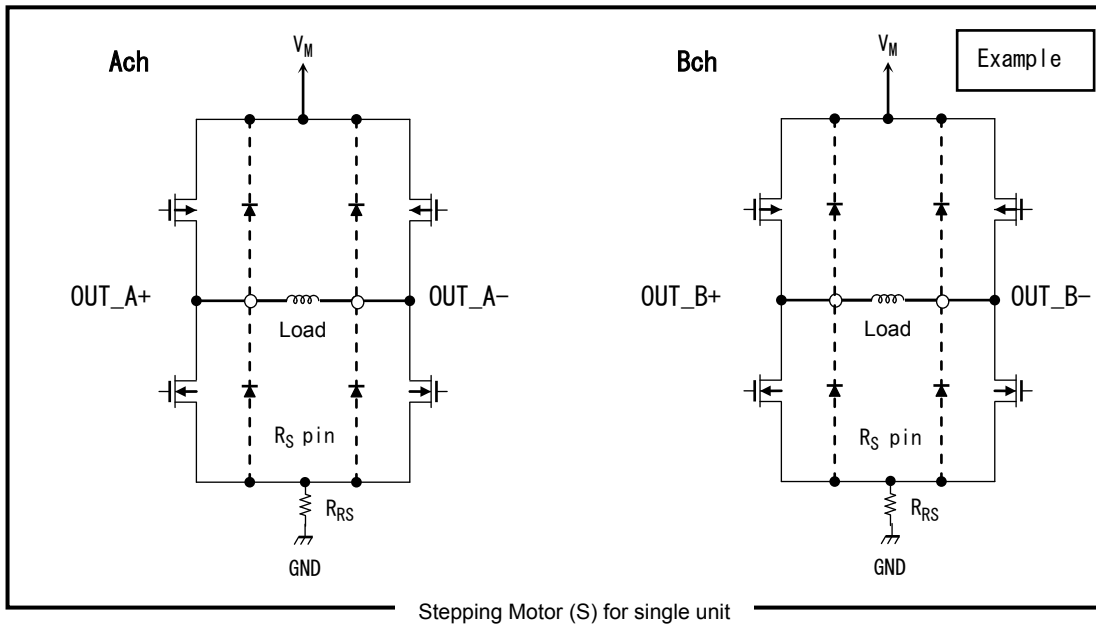 Ach
V_M
Bch
V_M
Example
OUT_A+
OUT_A-
Load
OUT_B+
OUT_B-
Load
R_S pin
R_S pin
R_RS
R_RS
GND
GND
Stepping Motor (S) for single unit